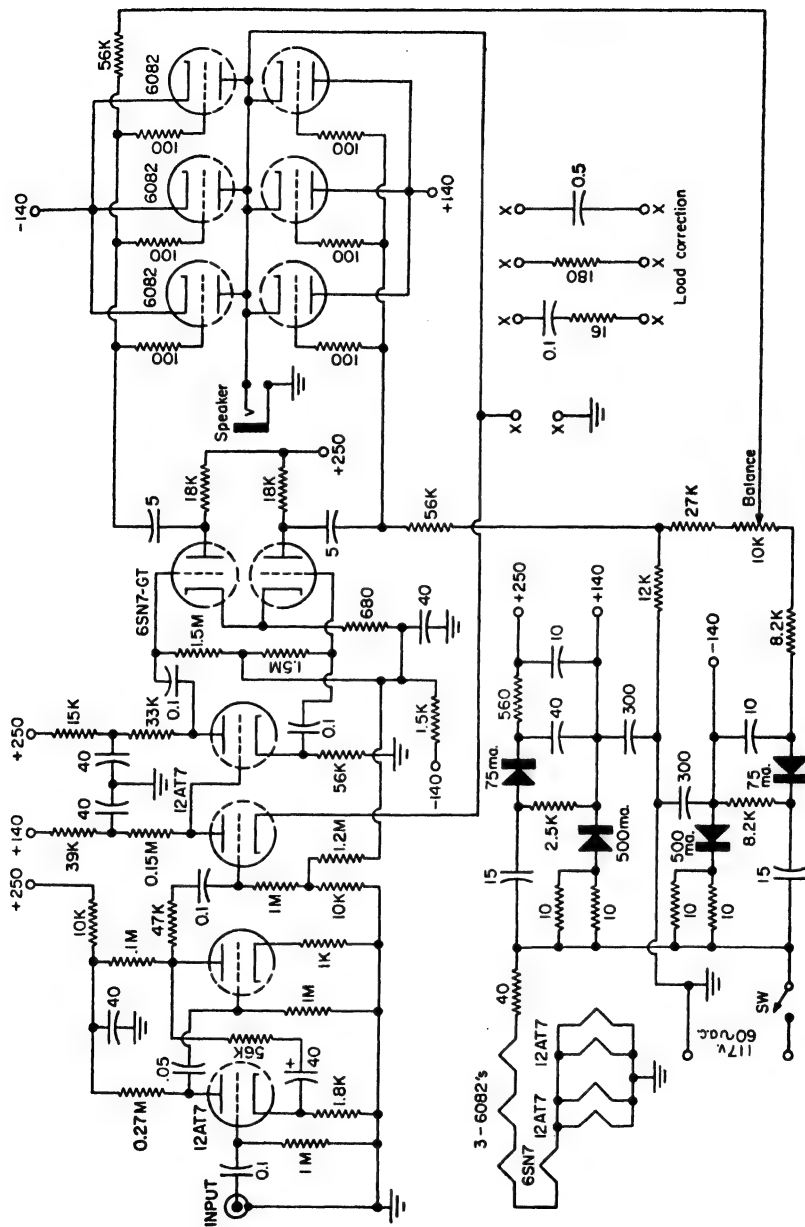 +250
+140
+250
10K
39K
15K
40
40
40
0.27M
.1M
0.15M
33K
47K
.05
0.1
0.1
12AT7
12AT7
56K
+
40
INPUT
0.1
1M
1.8K
1M
1K
1M
10K
1.2M
56K
0.1
6SN7-GT
1.5M
1.5M
680
40
1.5K
-140
5
18K
18K
+250
5
56K
Speaker
V
-140
56K
6082
6082
6082
100
100
100
100
100
100
+140
X
X
X
X
X
X
X
X
0.1
16
180
0.5
Load correction
3-6082's
6SN7
12AT7
12AT7
40
15
75ma.
560
+250
2.5K
40
10
+140
500ma.
10
10
300
12K
27K
10K
Balance
117v.
60~a.c.
SW
10
10
500
ma.
300
-140
8.2K
10
15
75
ma.
8.2K